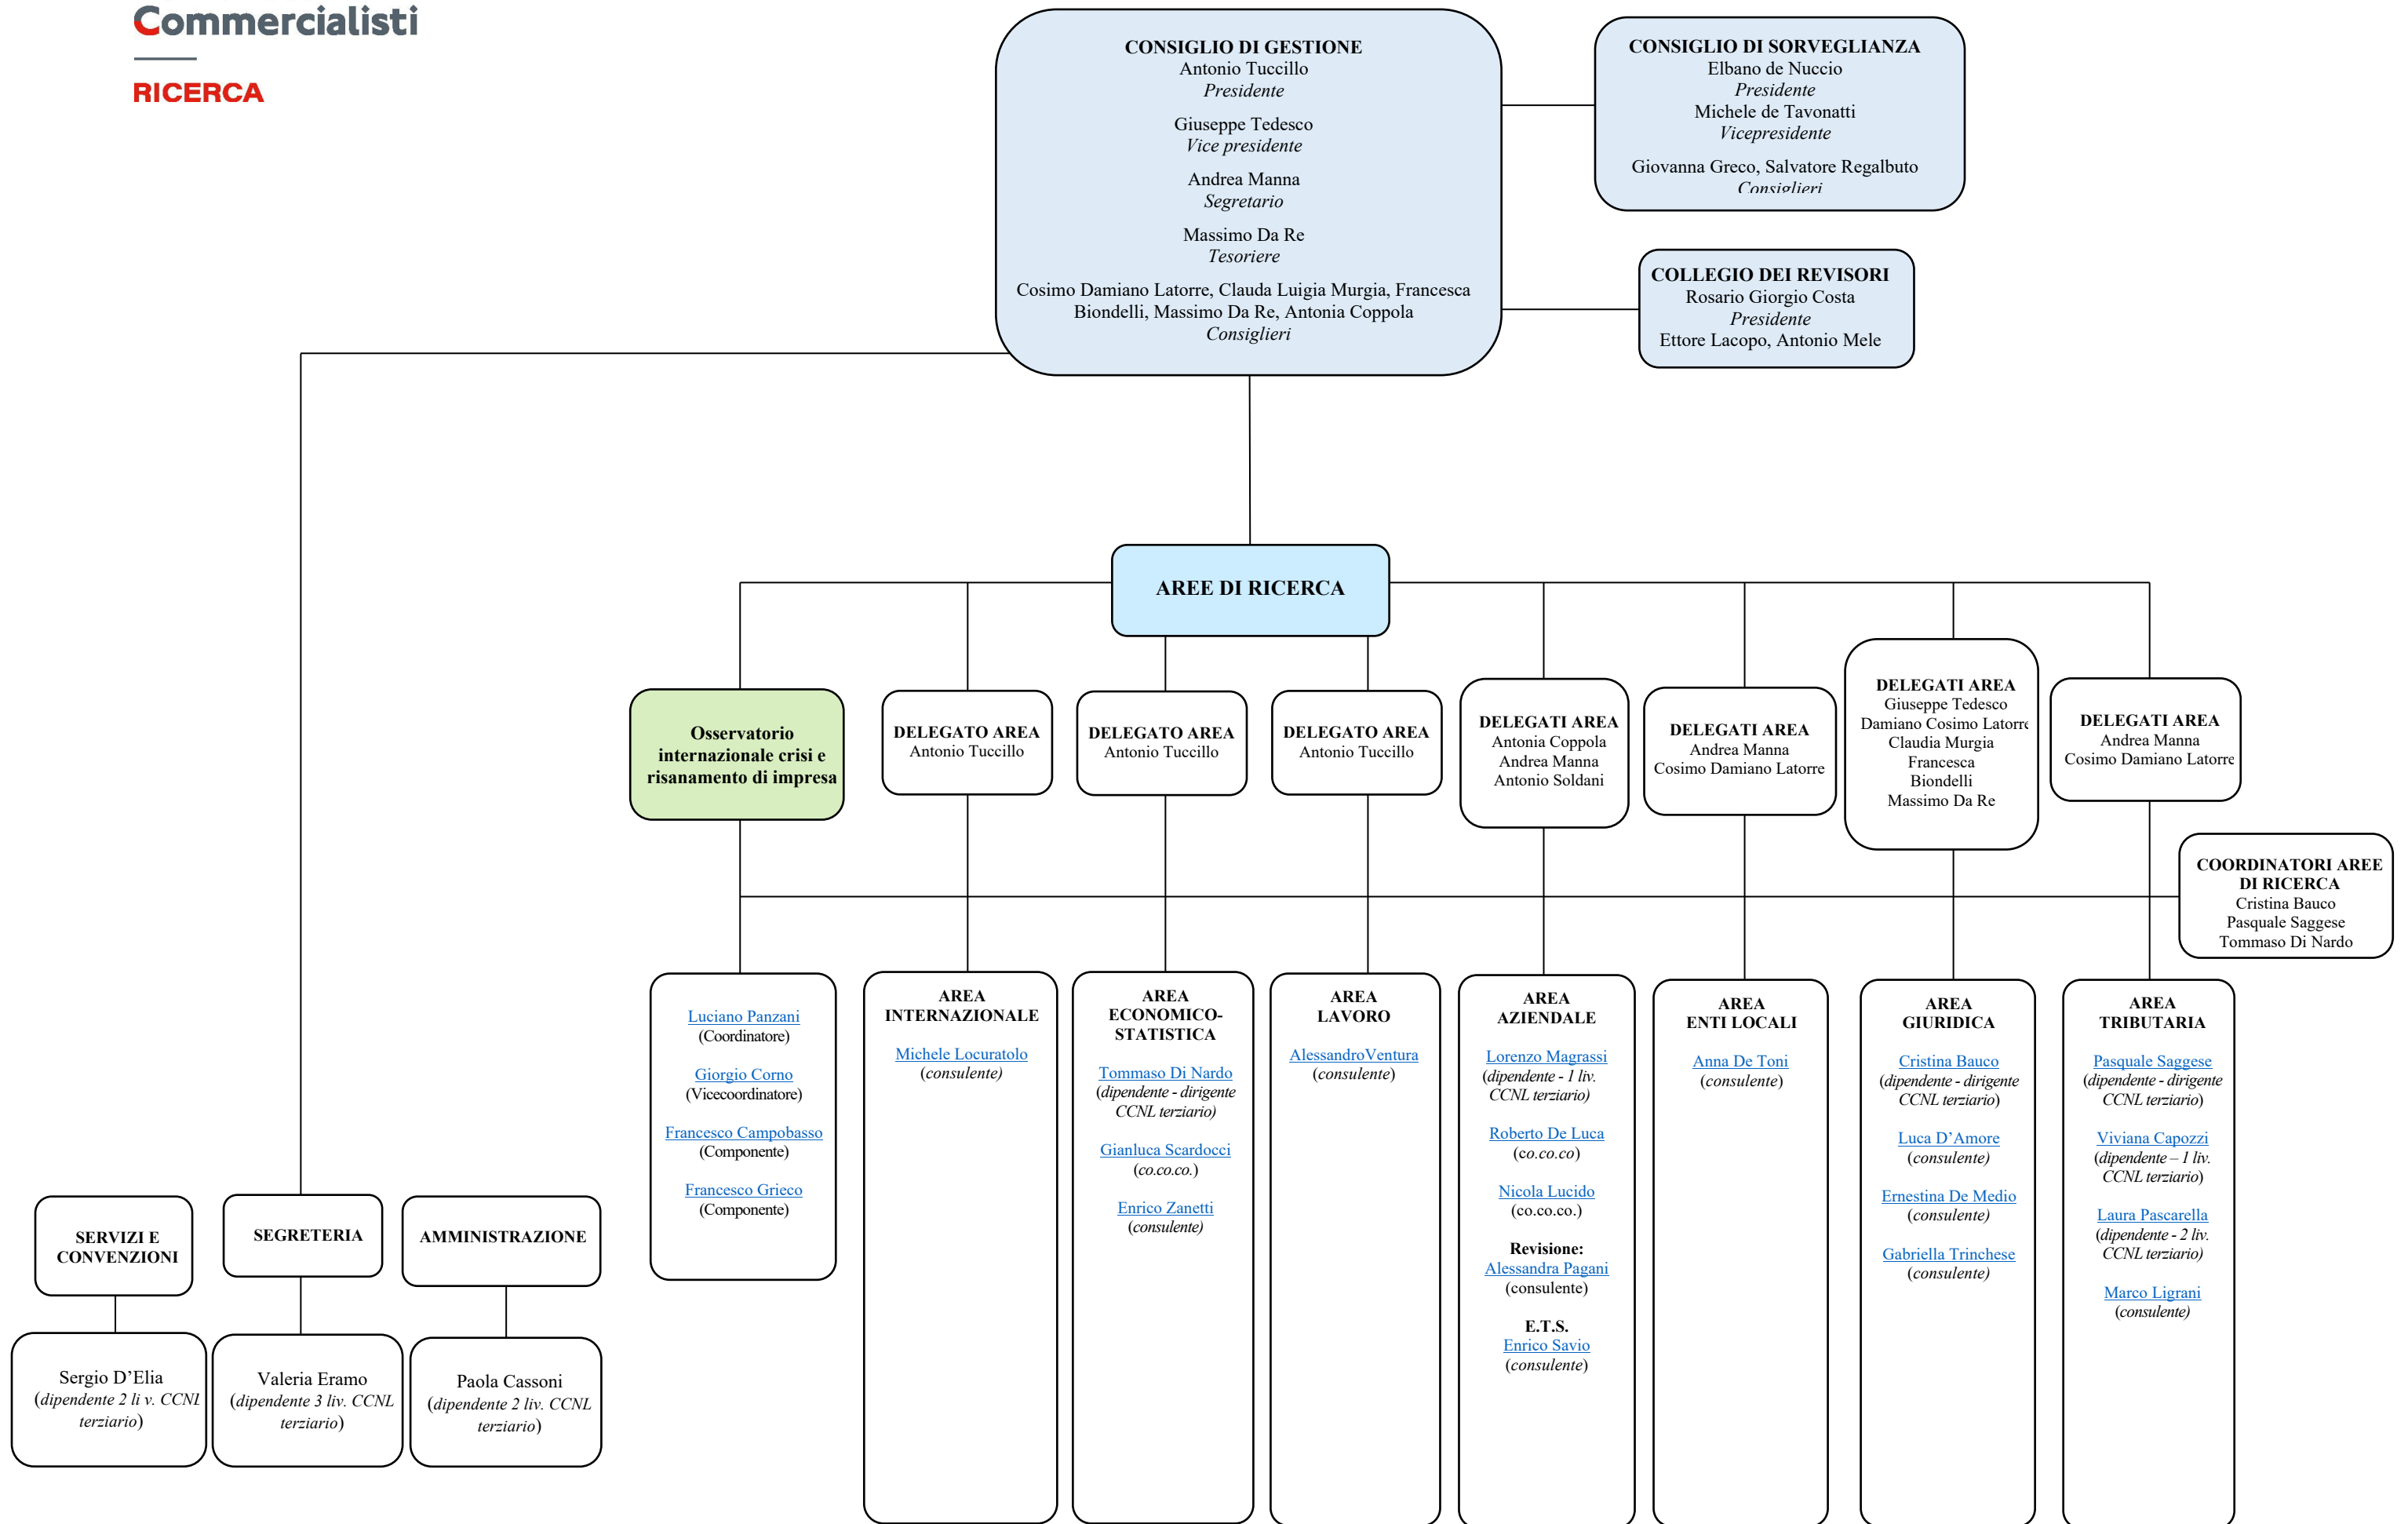 Commercialisti
RICERCA
CONSIGLIO DI GESTIONE
Antonio Tuccillo
Presidente
Giuseppe Tedesco
Vice presidente
Andrea Manna
Segretario
Massimo Da Re
Tesoriere
Cosimo Damiano Latorre, Clauda Luigia Murgia, Francesca
Biondelli, Massimo Da Re, Antonia Coppola
Consiglieri
CONSIGLIO DI SORVEGLIANZA
Elbano de Nuccio
Presidente
Michele de Tavonatti
Vicepresidente
Giovanna Greco, Salvatore Regalbuto
Consiglieri
COLLEGIO DEI REVISORI
Rosario Giorgio Costa
Presidente
Ettore Lacopo, Antonio Mele
AREE DI RICERCA
Osservatorio
internazionale crisi e
risanamento di impresa
DELEGATO AREA
Antonio Tuccillo
DELEGATO AREA
Antonio Tuccillo
DELEGATO AREA
Antonio Tuccillo
DELEGATI AREA
Antonia Coppola
Andrea Manna
Antonio Soldani
DELEGATI AREA
Andrea Manna
Cosimo Damiano Latorre
DELEGATI AREA
Giuseppe Tedesco
Damiano Cosimo Latorre
Claudia Murgia
Francesca
Biondelli
Massimo Da Re
DELEGATI AREA
Andrea Manna
Cosimo Damiano Latorre
COORDINATORI AREE
DI RICERCA
Cristina Bauco
Pasquale Saggese
Tommaso Di Nardo
Luciano Panzani
(Coordinatore)
Giorgio Corno
(Vicecoordinatore)
Francesco Campobasso
(Componente)
Francesco Grieco
(Componente)
AREA
INTERNAZIONALE
Michele Locuratolo
(consulente)
AREA
ECONOMICO-
STATISTICA
Tommaso Di Nardo
(dipendente - dirigente
CCNL terziario)
Gianluca Scardocci
(co.co.co.)
Enrico Zanetti
(consulente)
AREA
LAVORO
AlessandroVentura
(consulente)
AREA
AZIENDALE
Lorenzo Magrassi
(dipendente - 1 liv.
CCNL terziario)
Roberto De Luca
(co.co.co)
Nicola Lucido
(co.co.co.)
Revisione:
Alessandra Pagani
(consulente)
E.T.S.
Enrico Savio
(consulente)
AREA
ENTI LOCALI
Anna De Toni
(consulente)
AREA
GIURIDICA
Cristina Bauco
(dipendente - dirigente
CCNL terziario)
Luca D’Amore
(consulente)
Ernestina De Medio
(consulente)
Gabriella Trinchese
(consulente)
AREA
TRIBUTARIA
Pasquale Saggese
(dipendente - dirigente
CCNL terziario)
Viviana Capozzi
(dipendente – 1 liv.
CCNL terziario)
Laura Pascarella
(dipendente - 2 liv.
CCNL terziario)
Marco Ligrani
(consulente)
SERVIZI E
CONVENZIONI
SEGRETERIA
AMMINISTRAZIONE
Sergio D’Elia
(dipendente 2 li v. CCNL
terziario)
Valeria Eramo
(dipendente 3 liv. CCNL
terziario)
Paola Cassoni
(dipendente 2 liv. CCNL
terziario)